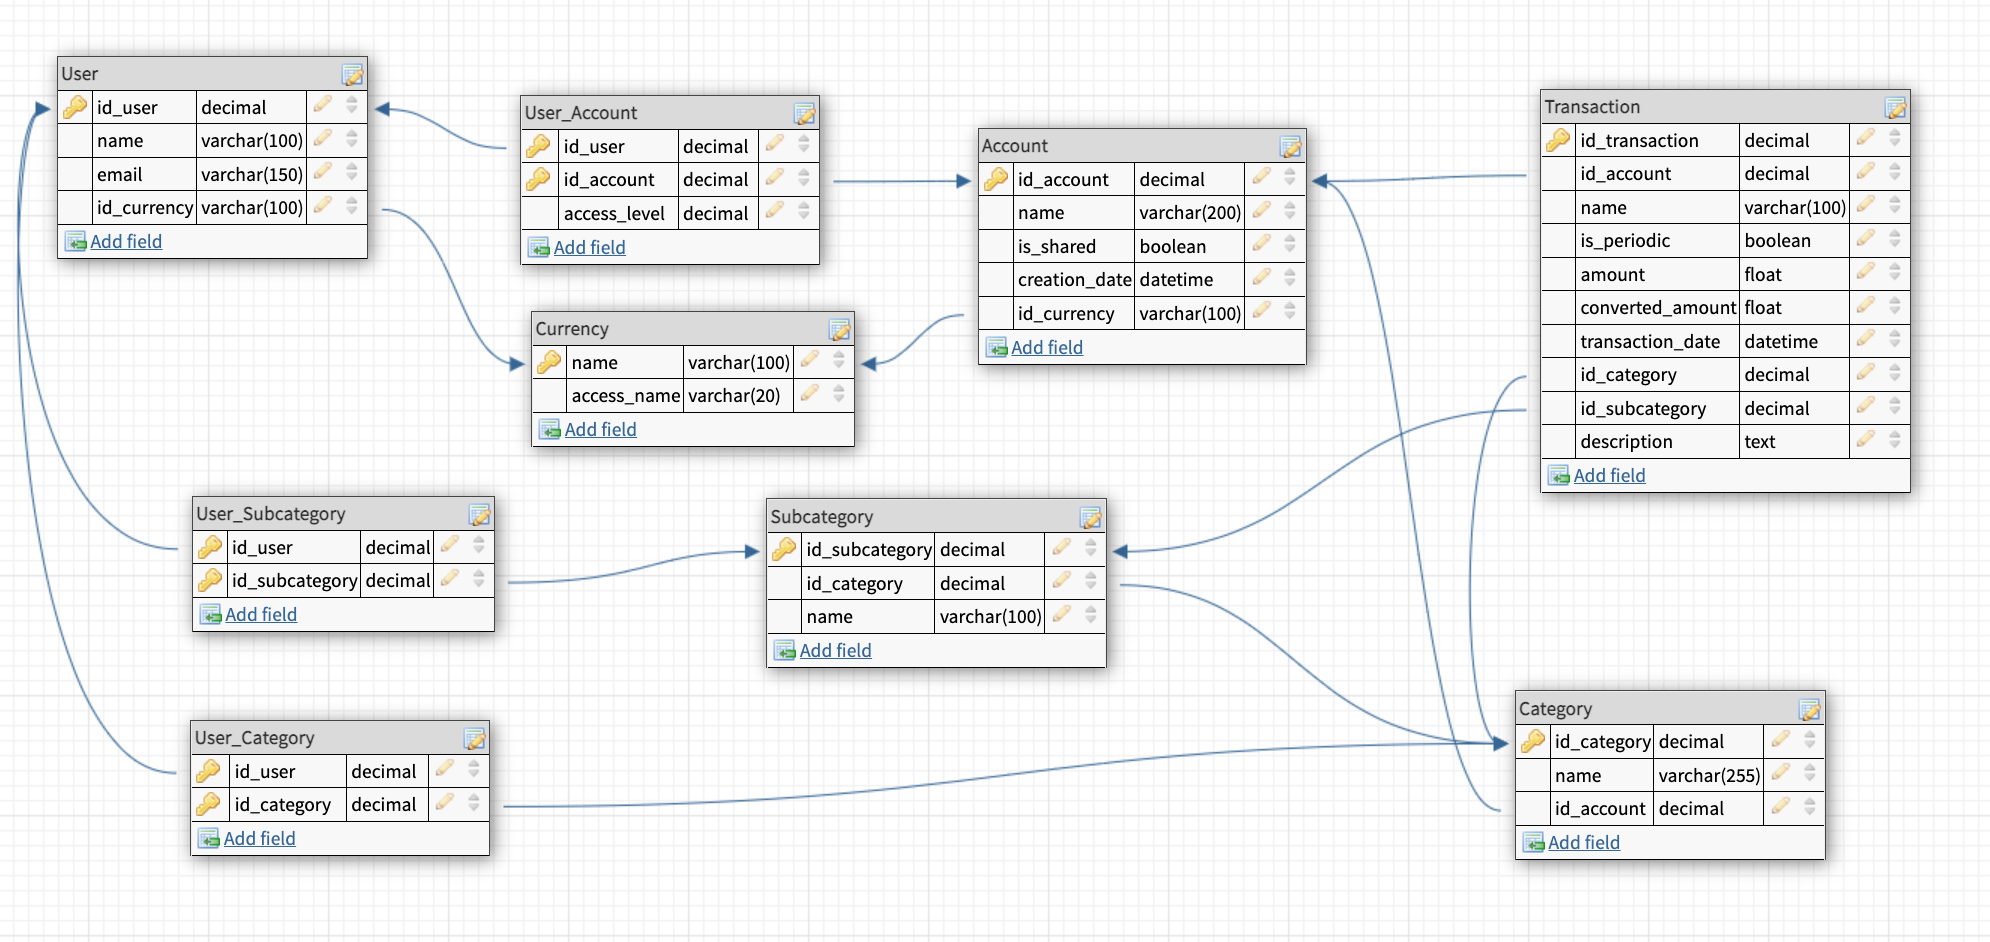 User
id_user decimal
name varchar(100)
email varchar(150)
id_currency varchar(100)
Add field
User_Account
id_user decimal
id_account decimal
access_level decimal
Add field
Account
id_account decimal
name varchar(200)
is_shared boolean
creation_date datetime
id_currency varchar(100)
Add field
Transaction
id_transaction decimal
id_account decimal
name varchar(100)
is_periodic boolean
amount float
converted_amount float
transaction_date datetime
id_category decimal
id_subcategory decimal
description text
Add field
Currency
name varchar(100)
access_name varchar(20)
Add field
User_Subcategory
id_user decimal
id_subcategory decimal
Add field
Subcategory
id_subcategory decimal
id_category decimal
name varchar(100)
Add field
User_Category
id_user decimal
id_category decimal
Add field
Category
id_category decimal
name varchar(255)
id_account decimal
Add field